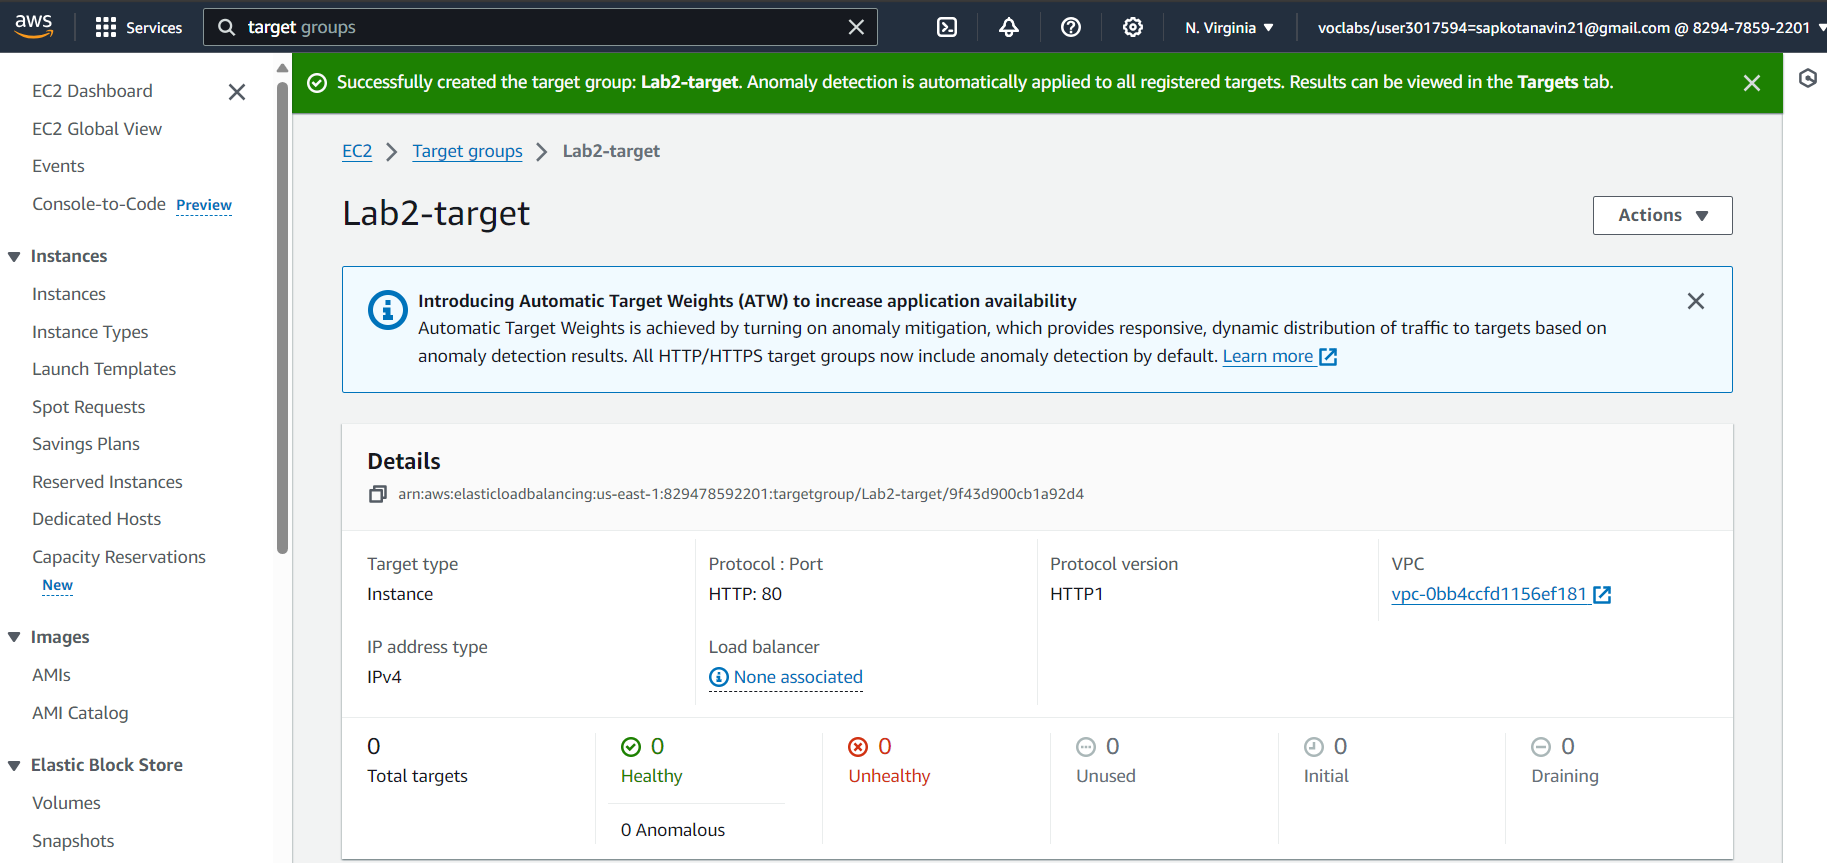 aws
Services
target groups
N. Virginia
voclabs/user3017594=sapkotanavin21@gmail.com @ 8294-7859-2201
EC2 Dashboard
EC2 Global View
Events
Console-to-Code Preview
Instances
Instances
Instance Types
Launch Templates
Spot Requests
Savings Plans
Reserved Instances
Dedicated Hosts
Capacity Reservations
New
Images
AMIs
AMI Catalog
Elastic Block Store
Volumes
Snapshots
Successfully created the target group: Lab2-target. Anomaly detection is automatically applied to all registered targets. Results can be viewed in the Targets tab.
EC2 > Target groups > Lab2-target
Lab2-target
Actions
Introducing Automatic Target Weights (ATW) to increase application availability
Automatic Target Weights is achieved by turning on anomaly mitigation, which provides responsive, dynamic distribution of traffic to targets based on
anomaly detection results. All HTTP/HTTPS target groups now include anomaly detection by default. Learn more
Details
arn:aws:elasticloadbalancing:us-east-1:829478592201:targetgroup/Lab2-target/9f43d900cb1a92d4
Target type
Instance
Protocol : Port
HTTP: 80
Protocol version
HTTP1
VPC
vpc-0bb4ccfd1156ef181
IP address type
IPv4
Load balancer
None associated
0
Total targets
0
Healthy
0 Anomalous
0
Unhealthy
0
Unused
0
Initial
0
Draining